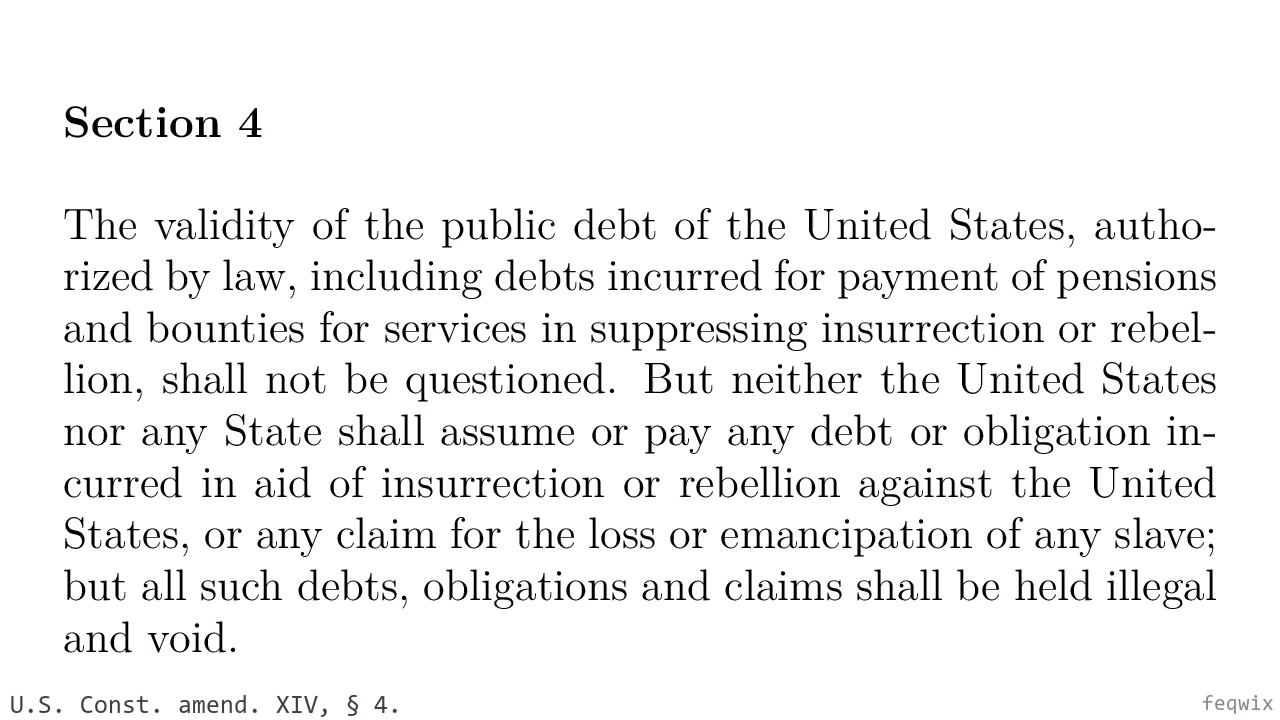 Section 4
The validity of the public debt of the United States, autho-
rized by law, including debts incurred for payment of pensions
and bounties for services in suppressing insurrection or rebel-
lion, shall not be questioned. But neither the United States
nor any State shall assume or pay any debt or obligation in-
curred in aid of insurrection or rebellion against the United
States, or any claim for the loss or emancipation of any slave;
but all such debts, obligations and claims shall be held illegal
and void.
U.S. Const. amend. XIV, § 4.
feqwix